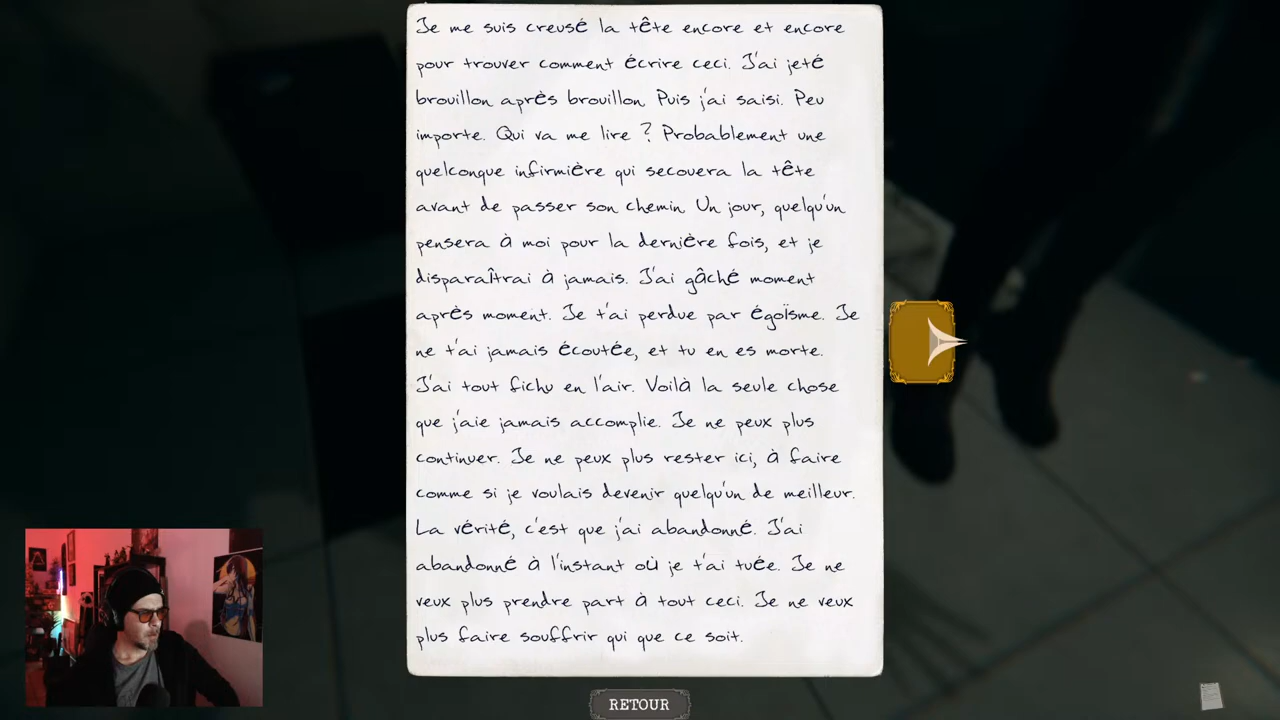 Je me suis creusé la tête encore et encore
pour trouver comment écrire ceci. J'ai jeté
brouillon après brouillon. Puis j'ai saisi. Peu
importe. Qui va me lire ? Probablement une
quelconque infirmière qui secouera la tête
avant de passer son chemin. Un jour, quelqu'un
pensera à moi pour la dernière fois, et je
disparaîtrai à jamais. J'ai gâché moment
après moment. Je t'ai perdue par égoïsme. Je
ne t'ai jamais écoutée, et tu en es morte.
J'ai tout fichu en l'air. Voilà la seule chose
que j'aie jamais accomplie. Je ne peux plus
continuer. Je ne peux plus rester ici, à faire
comme si je voulais devenir quelqu'un de meilleur.
La vérité, c'est que j'ai abandonné. J'ai
abandonné à l'instant où je t'ai tuée. Je ne
veux plus prendre part à tout ceci. Je ne veux
plus faire souffrir qui que ce soit.
RETOUR